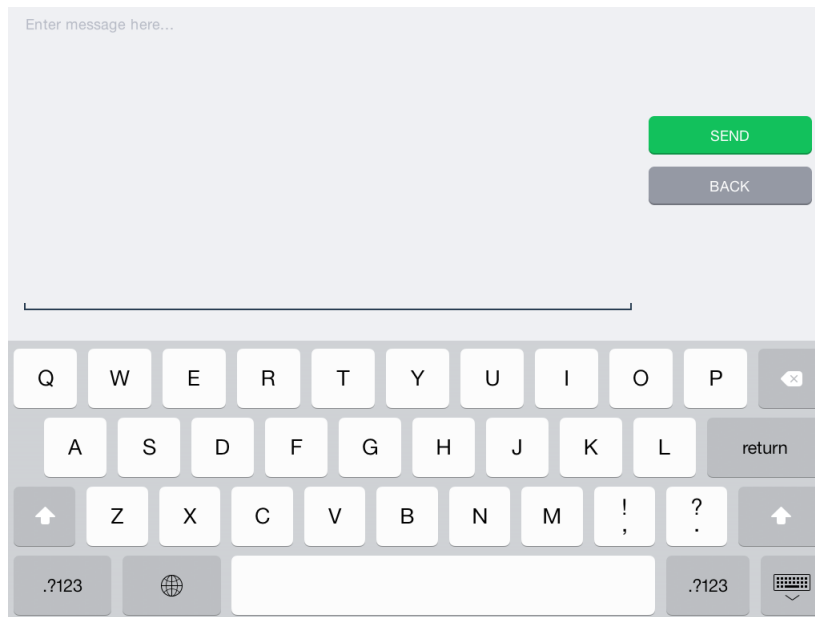 Enter message here...
SEND
BACK
Q W E R T Y U I O P
A S D F G H J K L return
Z X C V B N M ! ?
, .
.?123 .?123